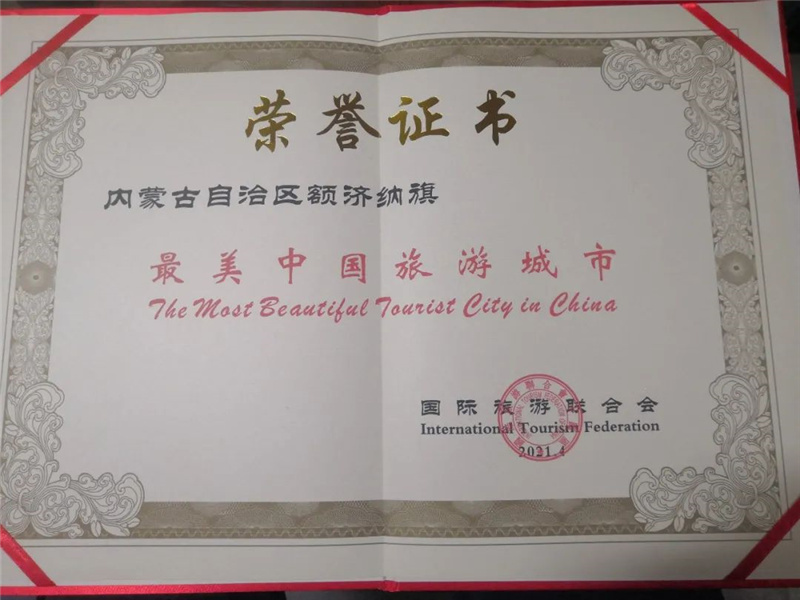 荣誉证书
内蒙古自治区额济纳旗
最美中国旅游城市
The Most Beautiful Tourist City in China
国际旅游联合会
International Tourism Federation
2021.4